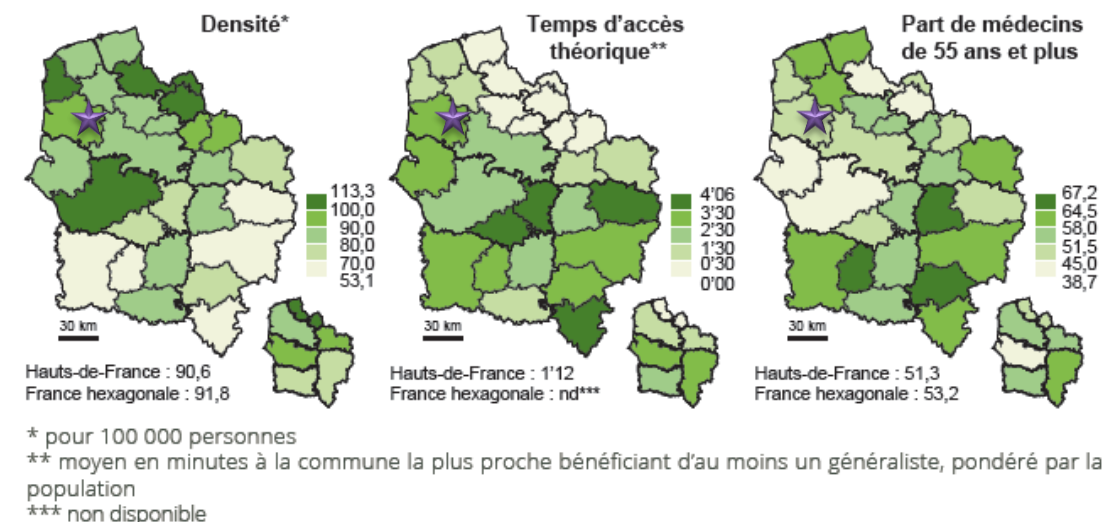 Densité*
113,3
100,0
90,0
80,0
70,0
53,1
30 km
Hauts-de-France : 90,6
France hexagonale : 91,8
Temps d'accès
théorique**
4'06
3'30
2'30
1'30
0'30
0'00
30 km
Hauts-de-France : 1'12
France hexagonale : nd***
Part de médecins
de 55 ans et plus
67,2
64,5
58,0
51,5
45,0
38,7
30 km
Hauts-de-France : 51,3
France hexagonale : 53,2
* pour 100 000 personnes
** moyen en minutes à la commune la plus proche bénéficiant d'au moins un généraliste, pondéré par la
population
*** non disponible